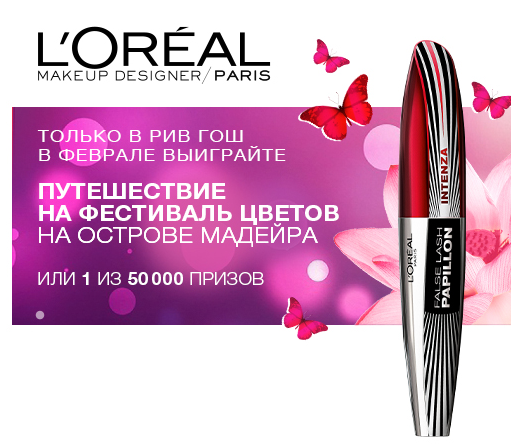 L'ORÉAL
MAKEUP DESIGNER/PARIS
ТОЛЬКО В РИВ ГОШ
В ФЕВРАЛЕ ВЫИГРАЙТЕ
ПУТЕШЕСТВИЕ
НА ФЕСТИВАЛЬ ЦВЕТОВ
НА ОСТРОВЕ МАДЕЙРА
ИЛИ 1 ИЗ 50 000 ПРИЗОВ
INTENZA
L'ORÉAL
PARIS
FALSE LASH
PAPILLON